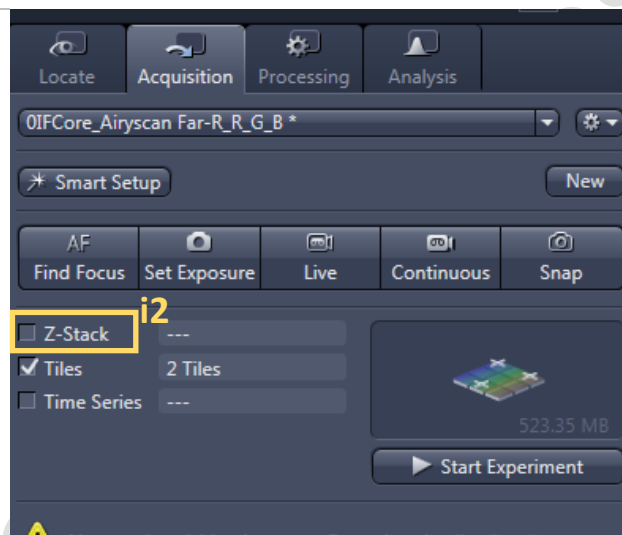 Locate Acquisition Processing Analysis
0IFCore_Airyscan Far-R_R_G_B *
Smart Setup New
AF
Find Focus Set Exposure Live Continuous Snap
i2
Z-Stack ---
Tiles 2 Tiles
Time Series ---
523.35 MB
Start Experiment